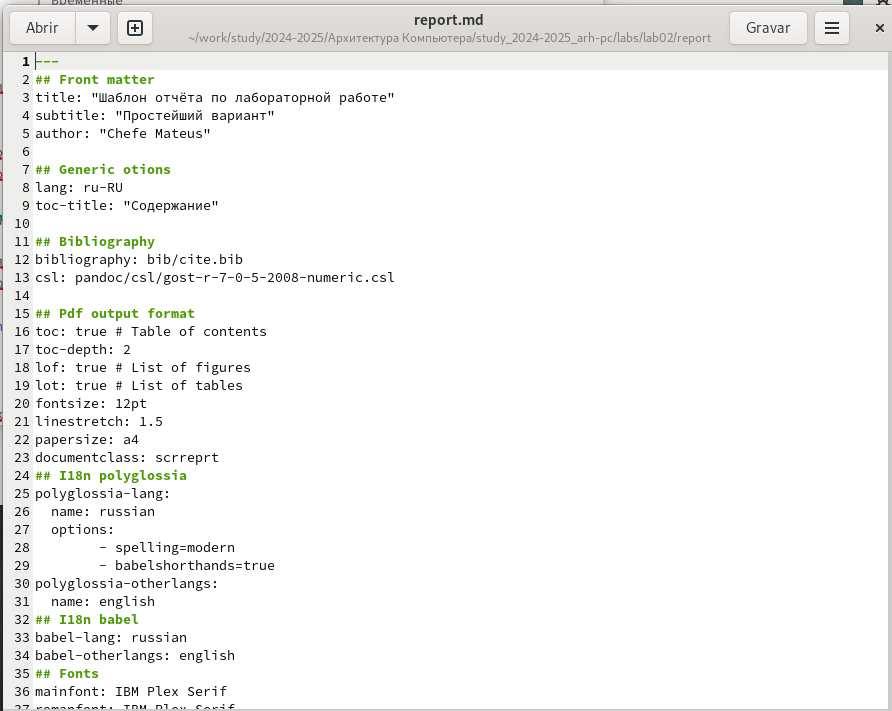 Временные
Abrir
report.md
~/work/study/2024-2025/Архитектура Компьютера/study_2024-2025_arh-pc/labs/lab02/report
Gravar
1 ---
2 ## Front matter
3 title: "Шаблон отчёта по лабораторной работе"
4 subtitle: "Простейший вариант"
5 author: "Chefe Mateus"
6
7 ## Generic otions
8 lang: ru-RU
9 toc-title: "Содержание"
10
11 ## Bibliography
12 bibliography: bib/cite.bib
13 csl: pandoc/csl/gost-r-7-0-5-2008-numeric.csl
14
15 ## Pdf output format
16 toc: true # Table of contents
17 toc-depth: 2
18 lof: true # List of figures
19 lot: true # List of tables
20 fontsize: 12pt
21 linestretch: 1.5
22 papersize: a4
23 documentclass: scrreprt
24 ## I18n polyglossia
25 polyglossia-lang:
26   name: russian
27   options:
28         - spelling=modern
29         - babelshorthands=true
30 polyglossia-otherlangs:
31   name: english
32 ## I18n babel
33 babel-lang: russian
34 babel-otherlangs: english
35 ## Fonts
36 mainfont: IBM Plex Serif
37 romanfont: IBM Plex Serif